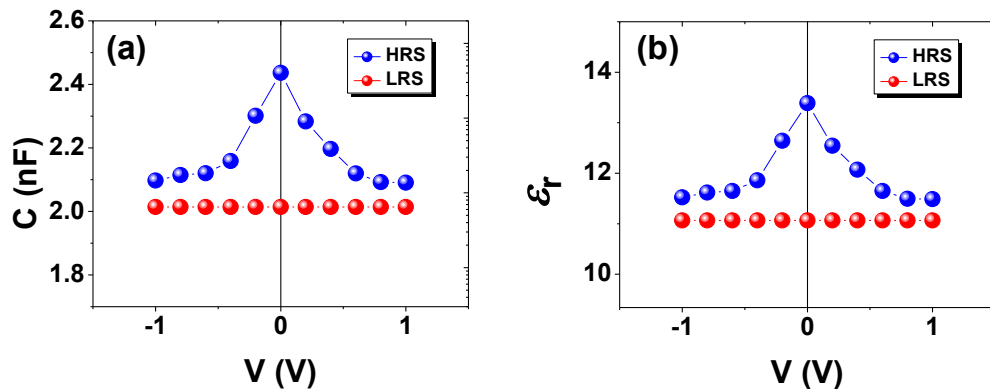 (a)
HRS
LRS
C (nF)
2.6
2.4
2.2
2.0
1.8
-1
0
1
V (V)
(b)
HRS
LRS
εr
14
12
10
-1
0
1
V (V)